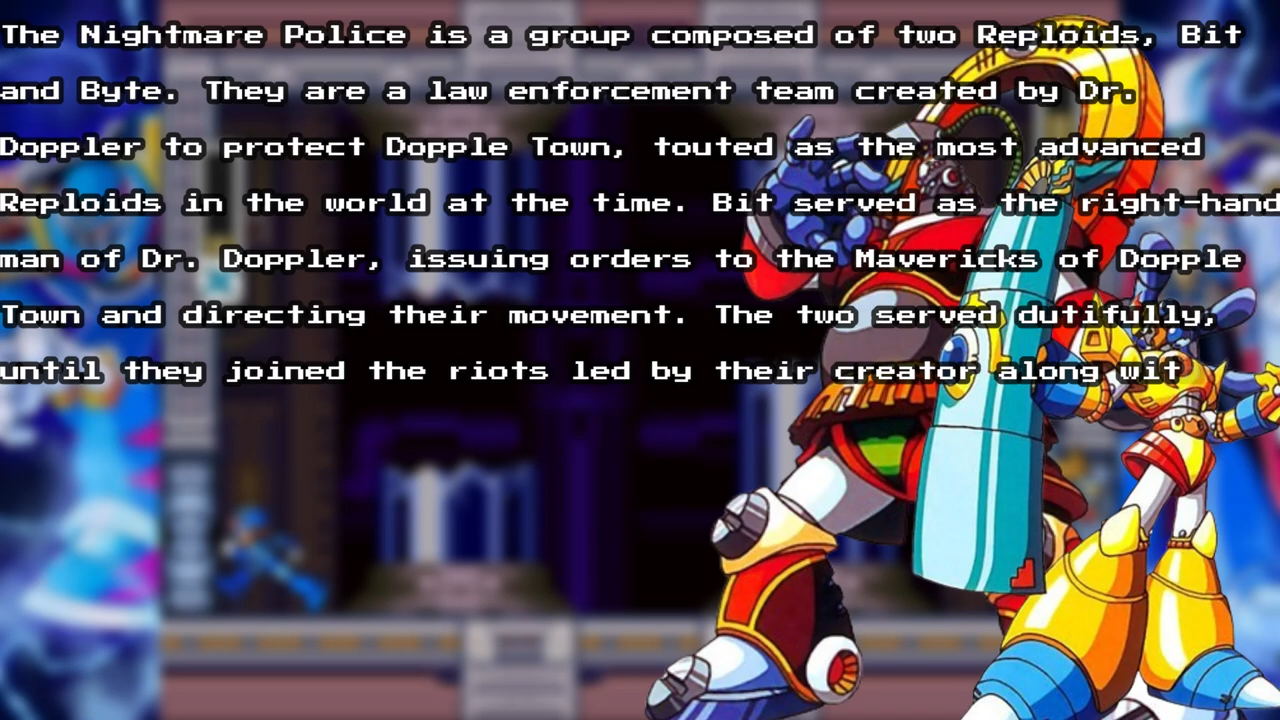 The Nightmare Police is a group composed of two Reploids, Bit
and Byte. They are a law enforcement team created by Dr.
Doppler to protect Dopple Town, touted as the most advanced
Reploids in the world at the time. Bit served as the right-hand
man of Dr. Doppler, issuing orders to the Mavericks of Dopple
Town and directing their movement. The two served dutifully,
until they joined the riots led by their creator along wit